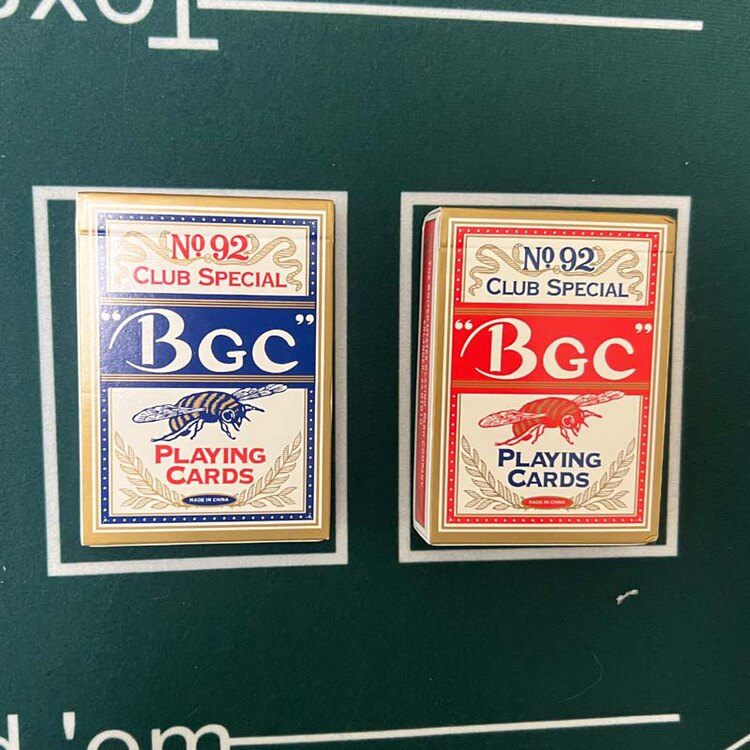 No 92
CLUB SPECIAL
"BGC"
PLAYING
CARDS
MADE IN CHINA
No 92
CLUB SPECIAL
"BGC"
PLAYING
CARDS
MADE IN CHINA
d 'em